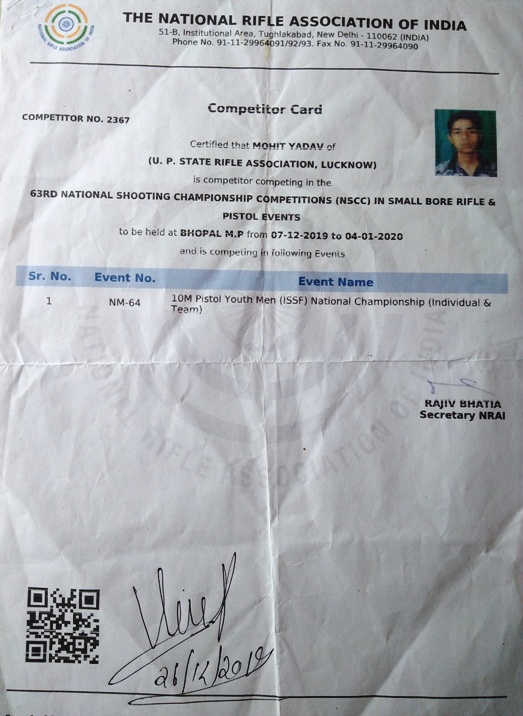 THE NATIONAL RIFLE ASSOCIATION OF INDIA
51-B, Institutional Area, Tughlakabad, New Delhi - 110062 (INDIA)
Phone No. 91-11-29964091/92/93. Fax No. 91-11-29964090
Competitor Card
COMPETITOR NO. 2367
Certified that MOHIT YADAV of
(U. P. STATE RIFLE ASSOCIATION, LUCKNOW)
is competitor competing in the
63RD NATIONAL SHOOTING CHAMPIONSHIP COMPETITIONS (NSCC) IN SMALL BORE RIFLE &
PISTOL EVENTS
to be held at BHOPAL M.P from 07-12-2019 to 04-01-2020
and is competing in following Events
Sr. No. Event No. Event Name
1 NM-64 10M Pistol Youth Men (ISSF) National Championship (Individual &
Team)
NATIONAL RIFLE ASSOCIATION OF INDIA
RAJIV BHATIA
Secretary NRAI
26/12/2019